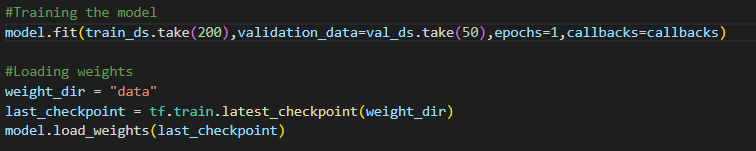 #Training the model
model.fit(train_ds.take(200),validation_data=val_ds.take(50),epochs=1,callbacks=callbacks)
#Loading weights
weight_dir = "data"
last_checkpoint = tf.train.latest_checkpoint(weight_dir)
model.load_weights(last_checkpoint)